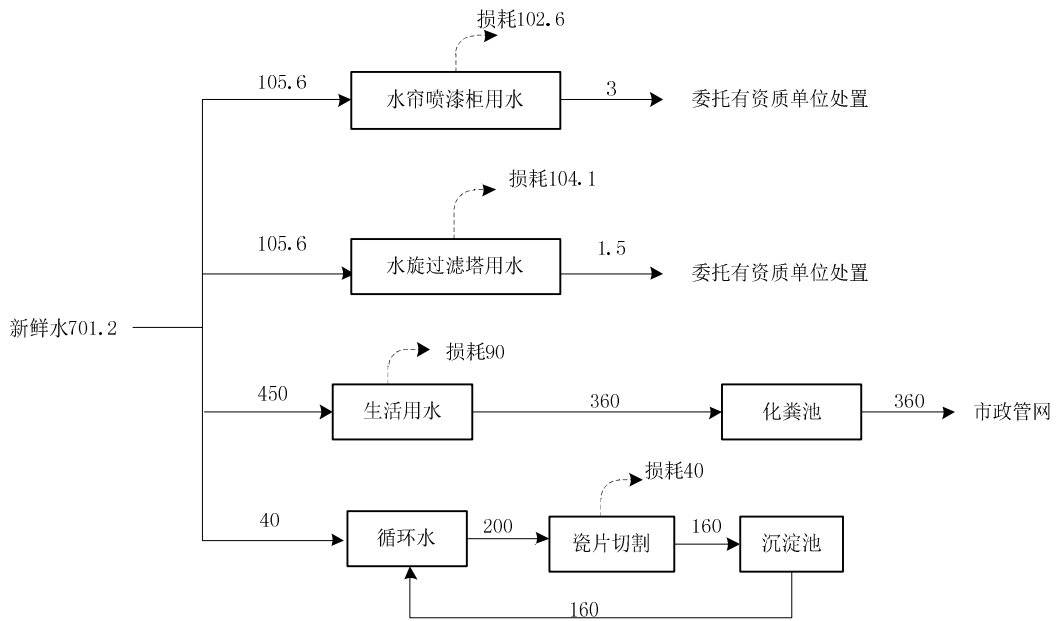 损耗102.6
105.6
水帘喷漆柜用水
3
委托有资质单位处置
损耗104.1
105.6
水旋过滤塔用水
1.5
委托有资质单位处置
新鲜水701.2
损耗90
450
生活用水
360
化粪池
360
市政管网
损耗40
40
循环水
200
瓷片切割
160
沉淀池
160